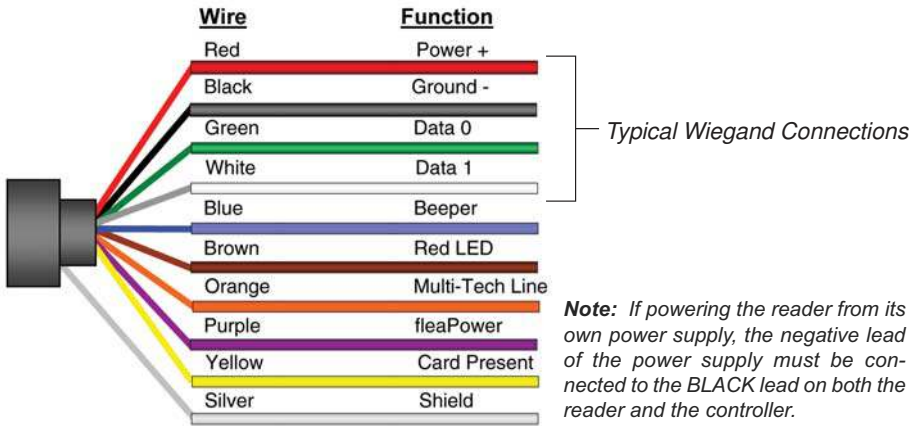 Wire Function
Red Power +
Black Ground -
Green Data 0
White Data 1
Blue Beeper
Brown Red LED
Orange Multi-Tech Line
Purple fleaPower
Yellow Card Present
Silver Shield
Typical Wiegand Connections
Note: If powering the reader from its
own power supply, the negative lead
of the power supply must be con-
nected to the BLACK lead on both the
reader and the controller.